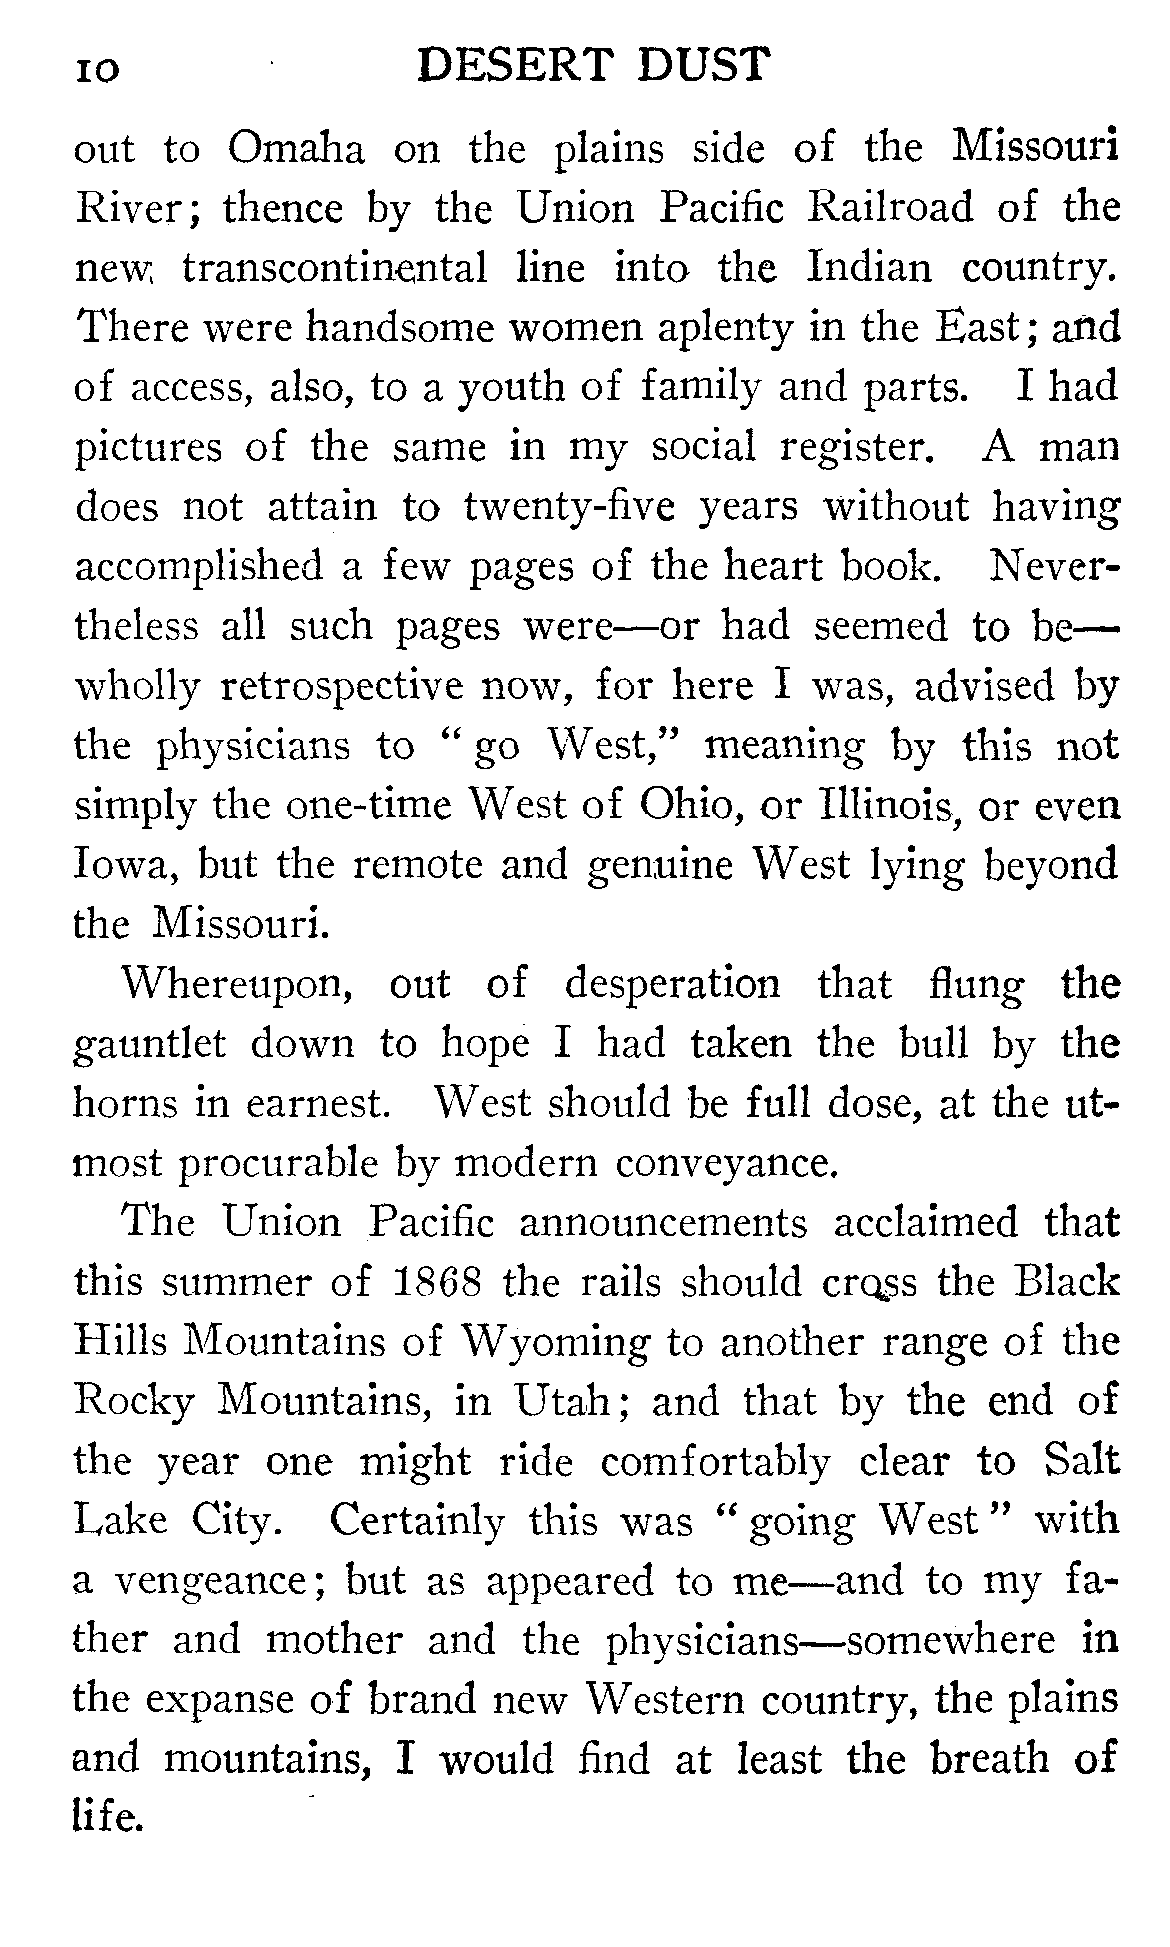 10 DESERT DUST
out to Omaha on the plains side of the Missouri
River; thence by the Union Pacific Railroad of the
new transcontinental line into the Indian country.
There were handsome women aplenty in the East; and
of access, also, to a youth of family and parts. I had
pictures of the same in my social register. A man
does not attain to twenty-five years without having
accomplished a few pages of the heart book. Never-
theless all such pages were—or had seemed to be—
wholly retrospective now, for here I was, advised by
the physicians to “go West,” meaning by this not
simply the one-time West of Ohio, or Illinois, or even
Iowa, but the remote and genuine West lying beyond
the Missouri.
Whereupon, out of desperation that flung the
gauntlet down to hope I had taken the bull by the
horns in earnest. West should be full dose, at the ut-
most procurable by modern conveyance.
The Union Pacific announcements acclaimed that
this summer of 1868 the rails should cross the Black
Hills Mountains of Wyoming to another range of the
Rocky Mountains, in Utah; and that by the end of
the year one might ride comfortably clear to Salt
Lake City. Certainly this was “going West” with
a vengeance; but as appeared to me—and to my fa-
ther and mother and the physicians—somewhere in
the expanse of brand new Western country, the plains
and mountains, I would find at least the breath of
life.